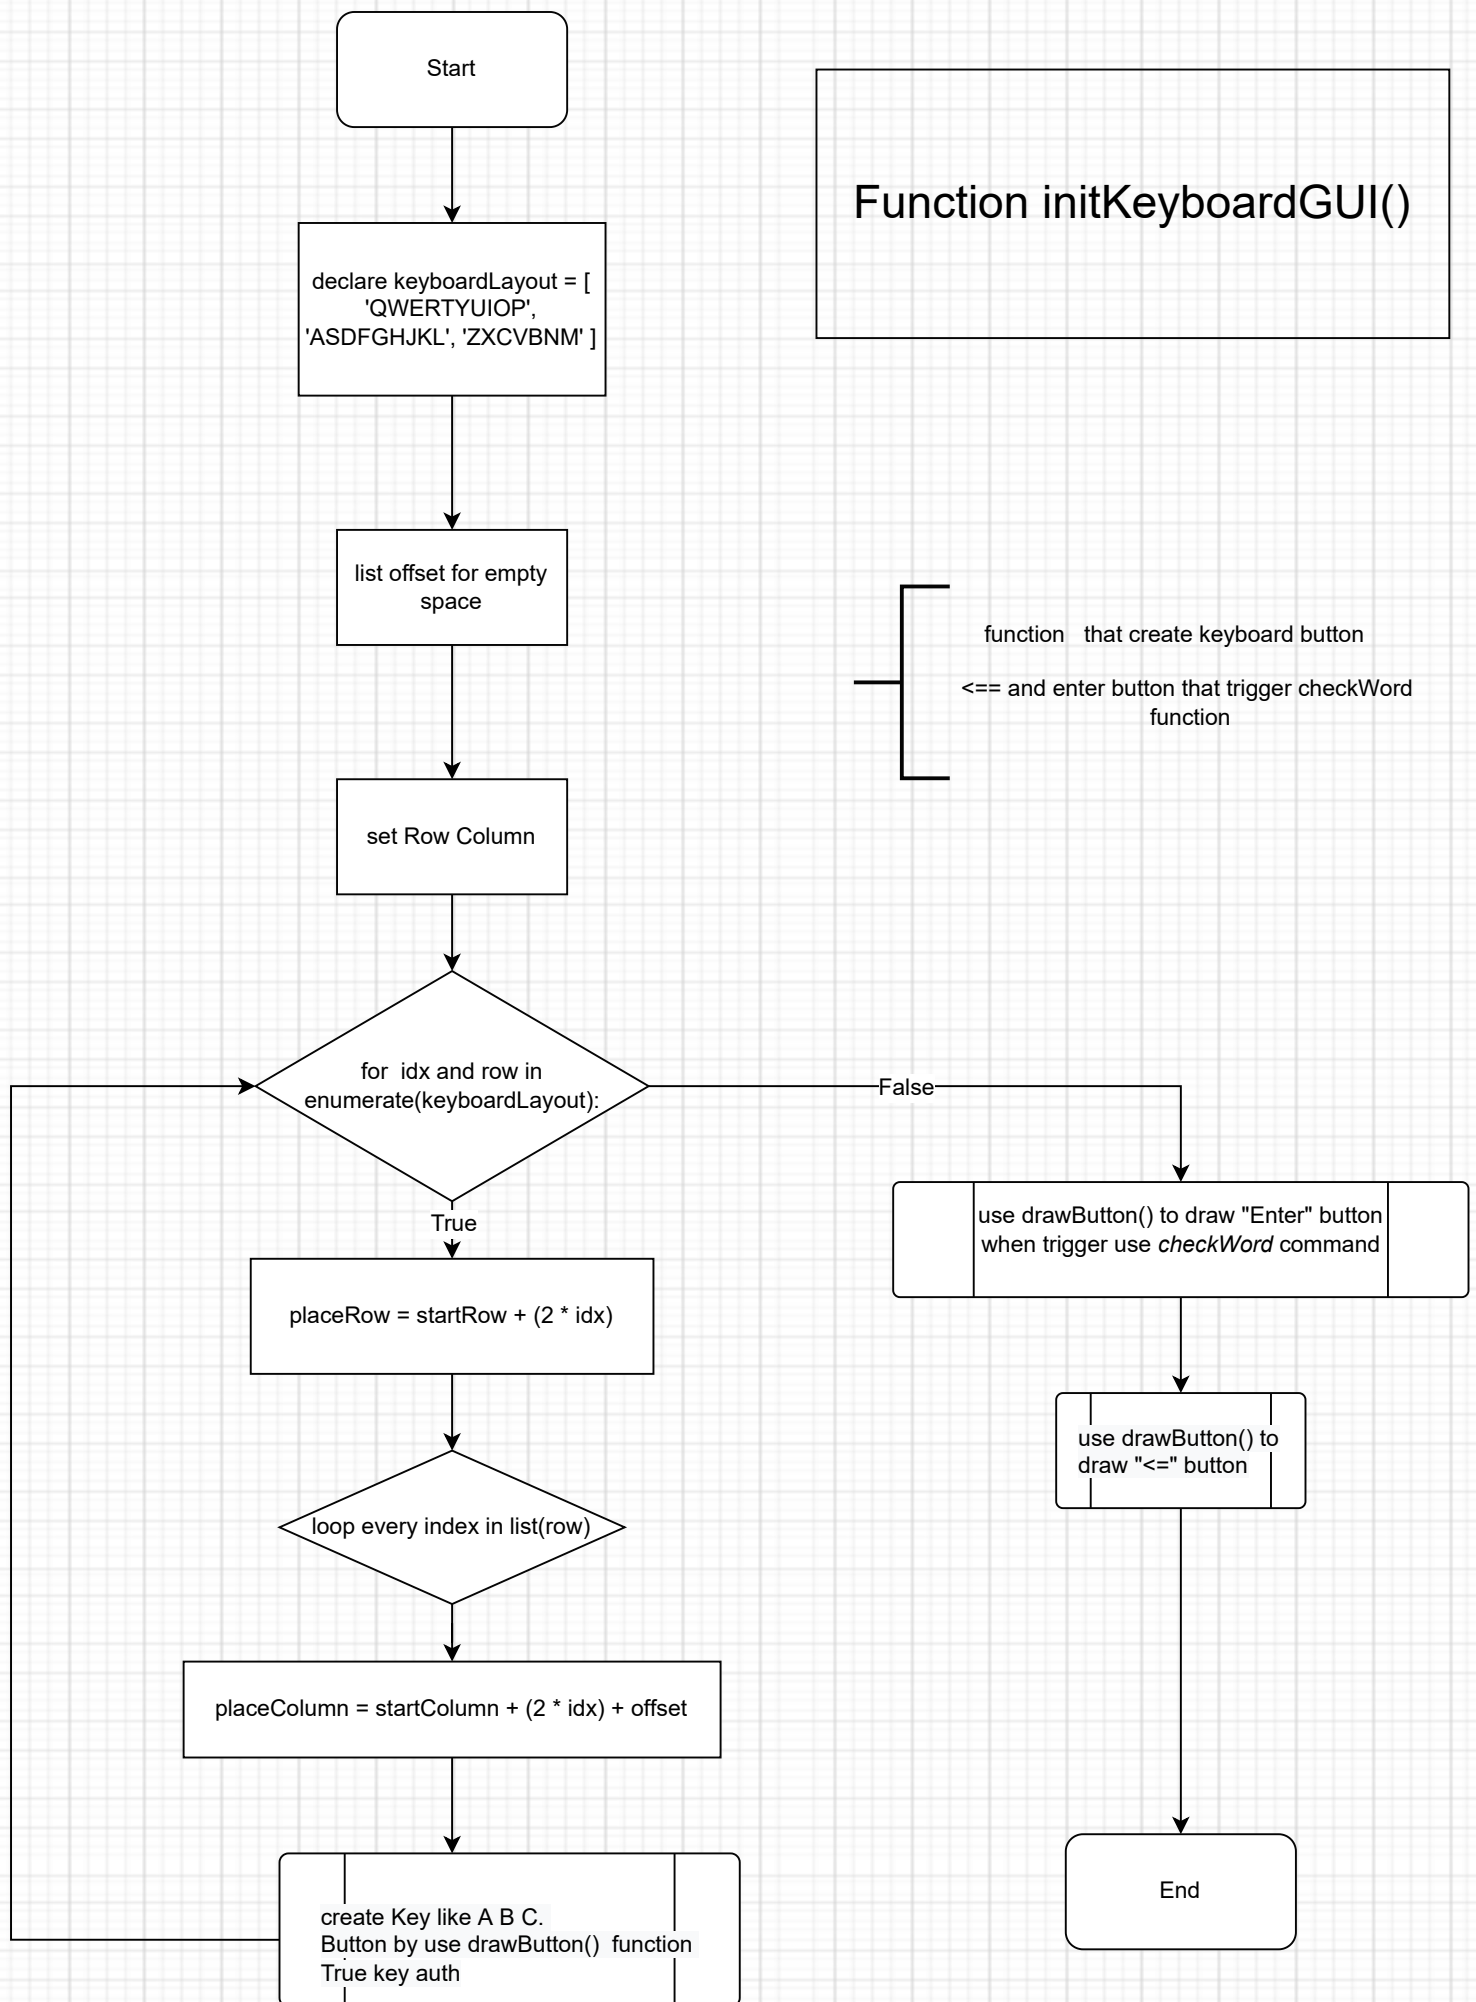 Start
Function initKeyboardGUI()
declare keyboardLayout = [
'QWERTYUIOP',
'ASDFGHJKL', 'ZXCVBNM' ]
list offset for empty
space
function   that create keyboard button
<== and enter button that trigger checkWord
function
set Row Column
for  idx and row in
enumerate(keyboardLayout):
False
True
use drawButton() to draw "Enter" button
when trigger use checkWord command
placeRow = startRow + (2 * idx)
use drawButton() to
draw "<=" button
loop every index in list(row)
placeColumn = startColumn + (2 * idx) + offset
End
create Key like A B C.
Button by use drawButton()  function
True key auth